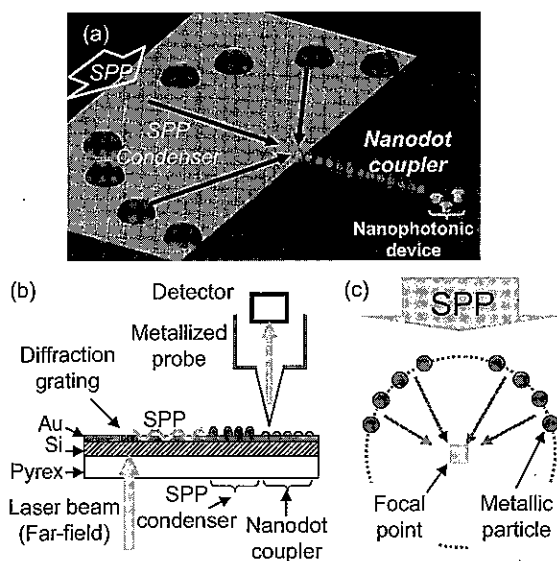 (a)
SPP
SPP
Condenser
Nanodot
coupler
Nanophotonic
device
(b)
Detector
Metallized
probe
Diffraction
grating
SPP
Au
Si
Pyrex
Laser beam
(Far-field)
SPP
condenser
Nanodot
coupler
(c)
SPP
Focal
point
Metallic
particle